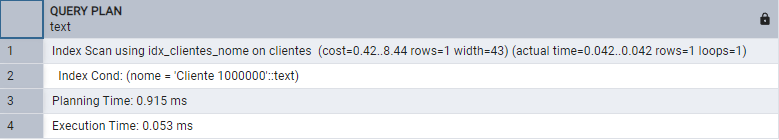 QUERY PLAN
text
1 Index Scan using idx_clientes_nome on clientes (cost=0.42..8.44 rows=1 width=43) (actual time=0.042..0.042 rows=1 loops=1)
2 Index Cond: (nome = 'Cliente 1000000'::text)
3 Planning Time: 0.915 ms
4 Execution Time: 0.053 ms